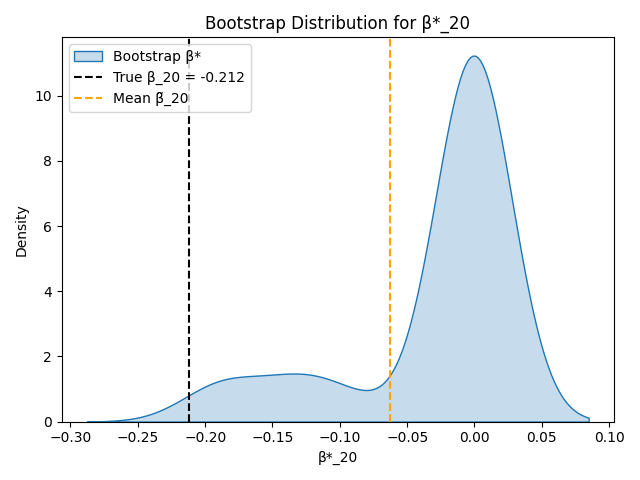 Bootstrap Distribution for β*_20
Bootstrap β*
True β_20 = -0.212
Mean β_20
Density
10
8
6
4
2
0
−0.30 −0.25 −0.20 −0.15 −0.10 −0.05 0.00 0.05 0.10
β*_20